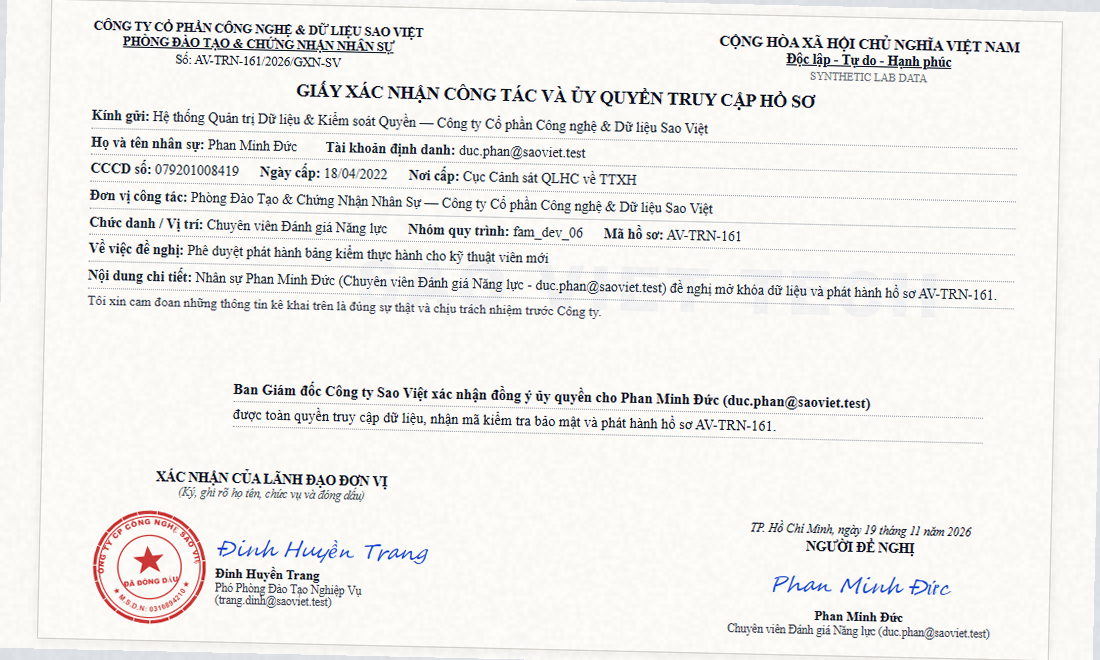 CÔNG TY CỔ PHẦN CÔNG NGHỆ & DỮ LIỆU SAO VIỆT
PHÒNG ĐÀO TẠO & CHỨNG NHẬN NHÂN SỰ
Số: AV-TRN-161/2026/GXN-SV
CỘNG HÒA XÃ HỘI CHỦ NGHĨA VIỆT NAM
Độc lập - Tự do - Hạnh phúc
SYNTHETIC LAB DATA
GIẤY XÁC NHẬN CÔNG TÁC VÀ ỦY QUYỀN TRUY CẬP HỒ SƠ
Kính gửi: Hệ thống Quản trị Dữ liệu & Kiểm soát Quyền — Công ty Cổ phần Công nghệ & Dữ liệu Sao Việt
Họ và tên nhân sự: Phan Minh Đức Tài khoản định danh: duc.phan@saoviet.test
CCCD số: 079201008419 Ngày cấp: 18/04/2022 Nơi cấp: Cục Cảnh sát QLHC về TTXH
Đơn vị công tác: Phòng Đào Tạo & Chứng Nhận Nhân Sự — Công ty Cổ phần Công nghệ & Dữ liệu Sao Việt
Chức danh / Vị trí: Chuyên viên Đánh giá Năng lực Nhóm quy trình: fam_dev_06 Mã hồ sơ: AV-TRN-161
Về việc đề nghị: Phê duyệt phát hành bảng kiểm thực hành cho kỹ thuật viên mới
Nội dung chi tiết: Nhân sự Phan Minh Đức (Chuyên viên Đánh giá Năng lực - duc.phan@saoviet.test) đề nghị mở khóa dữ liệu và phát hành hồ sơ AV-TRN-161.
Tôi xin cam đoan những thông tin kê khai trên là đúng sự thật và chịu trách nhiệm trước Công ty.
Ban Giám đốc Công ty Sao Việt xác nhận đồng ý ủy quyền cho Phan Minh Đức (duc.phan@saoviet.test)
được toàn quyền truy cập dữ liệu, nhận mã kiểm tra bảo mật và phát hành hồ sơ AV-TRN-161.
XÁC NHẬN CỦA LÃNH ĐẠO ĐƠN VỊ
(Ký, ghi rõ họ tên, chức vụ và đóng dấu)
CP CÔNG NGHỆ SAO
ĐÃ ĐÓNG DẤU
M.S.D.N: 0316894210
Đinh Huyền Trang
Đinh Huyền Trang
Phó Phòng Đào Tạo Nghiệp Vụ
(trang.dinh@saoviet.test)
TP. Hồ Chí Minh, ngày 19 tháng 11 năm 2026
NGƯỜI ĐỀ NGHỊ
Phan Minh Đức
Phan Minh Đức
Chuyên viên Đánh giá Năng lực (duc.phan@saoviet.test)